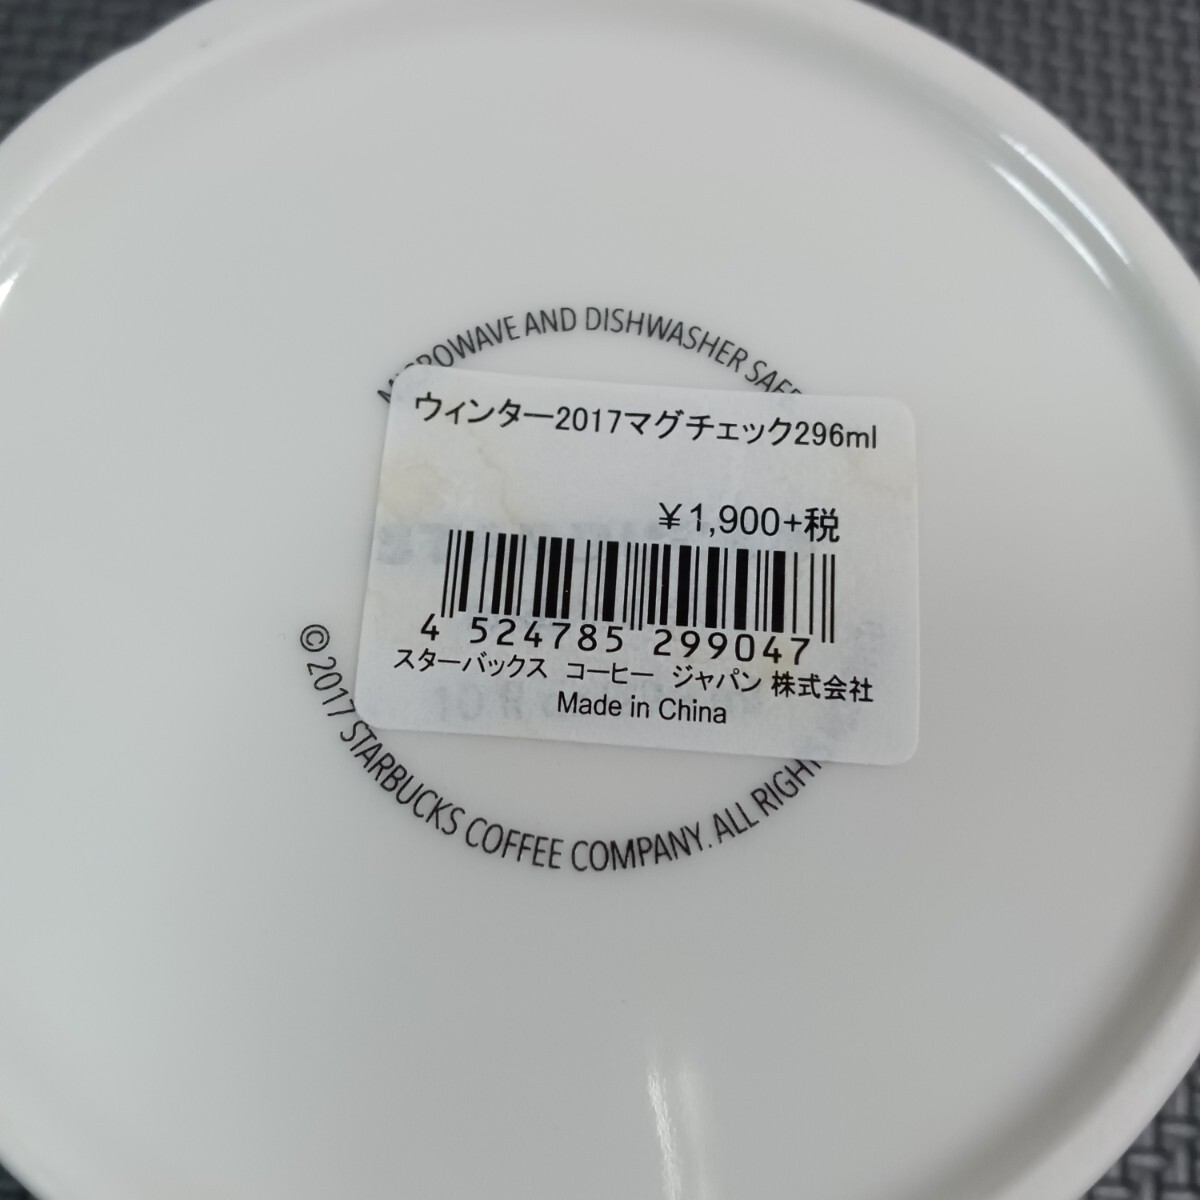 MICROWAVE AND DISHWASHER SAFE
ウィンター2017マグチェック296ml
¥1,900+税
4 524785 299047
スターバックス コーヒー ジャパン 株式会社
Made in China
© 2017 STARBUCKS COFFEE COMPANY. ALL RIGHT